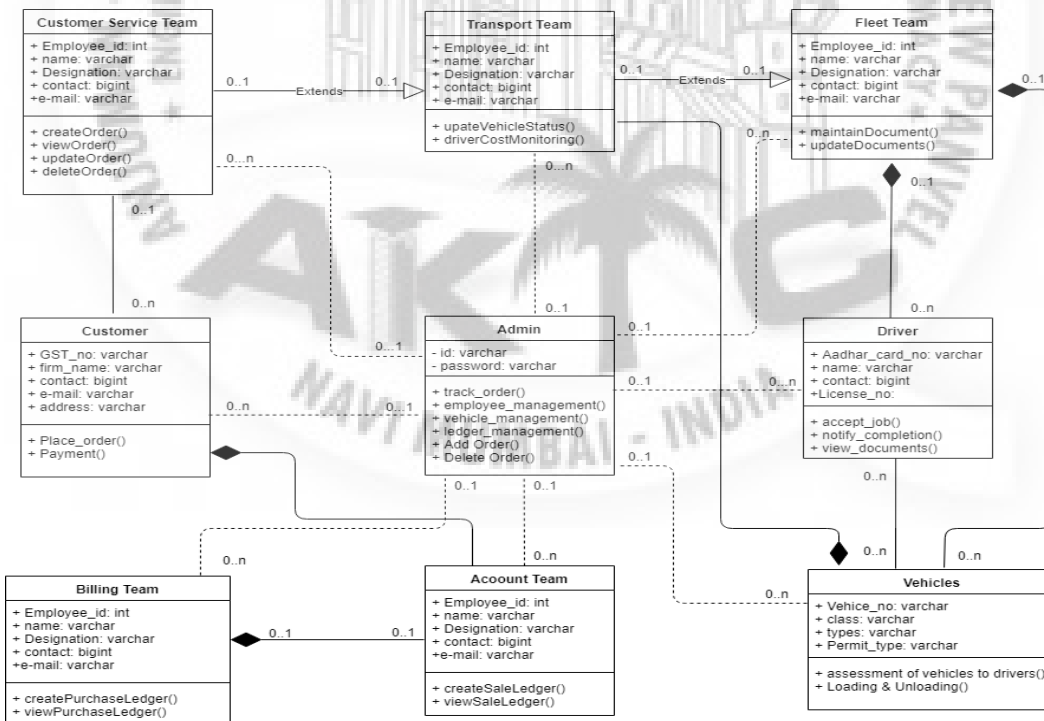 Customer Service Team
+ Employee_id: int
+ name: varchar
+ Designation: varchar
+ contact: bigint
+ e-mail: varchar
+ createOrder()
+ viewOrder()
+ updateOrder()
+ deleteOrder()
0..1
Extends
0..1
Transport Team
+ Employee_id: int
+ name: varchar
+ Designation: varchar
+ contact: bigint
+ e-mail: varchar
+ upateVehicleStatus()
+ driverCostMonitoring()
0..1
Extends
0..1
Fleet Team
+ Employee_id: int
+ name: varchar
+ Designation: varchar
+ contact: bigint
+e-mail: varchar
+ maintainDocument()
+ updateDocuments()
0..1
0..n
0..n
0..n
0..1
0..1
AKTC
NAVI MUMBAI - INDIA
NEW PANVEL
0..n
0..1
0..n
Customer
+ GST_no: varchar
+ firm_name: varchar
+ contact: bigint
+ e-mail: varchar
+ address: varchar
+ Place_order()
+ Payment()
0..1
0..n
0..1
Admin
- id: varchar
- password: varchar
+ track_order()
+ employee_management()
+ vehicle_management()
+ ledger_management()
+ Add Order()
+ Delete Order()
0..1
0..1
0..n
0..1
Driver
+ Aadhar_card_no: varchar
+ name: varchar
+ contact: bigint
+License_no:
+ accept_job()
+ notify_completion()
+ view_documents()
0..1
0..1
0..n
0..n
0..n
0..n
0..n
Billing Team
+ Employee_id: int
+ name: varchar
+ Designation: varchar
+ contact: bigint
+e-mail: varchar
+ createPurchaseLedger()
+ viewPurchaseLedger()
0..1
0..1
Acoount Team
+ Employee_id: int
+ name: varchar
+ Designation: varchar
+ contact: bigint
+e-mail: varchar
+ createSaleLedger()
+ viewSaleLedger()
Vehicles
+ Vehice_no: varchar
+ class: varchar
+ types: varchar
+ Permit_type: varchar
+ assessment of vehicles to drivers()
+ Loading & Unloading()